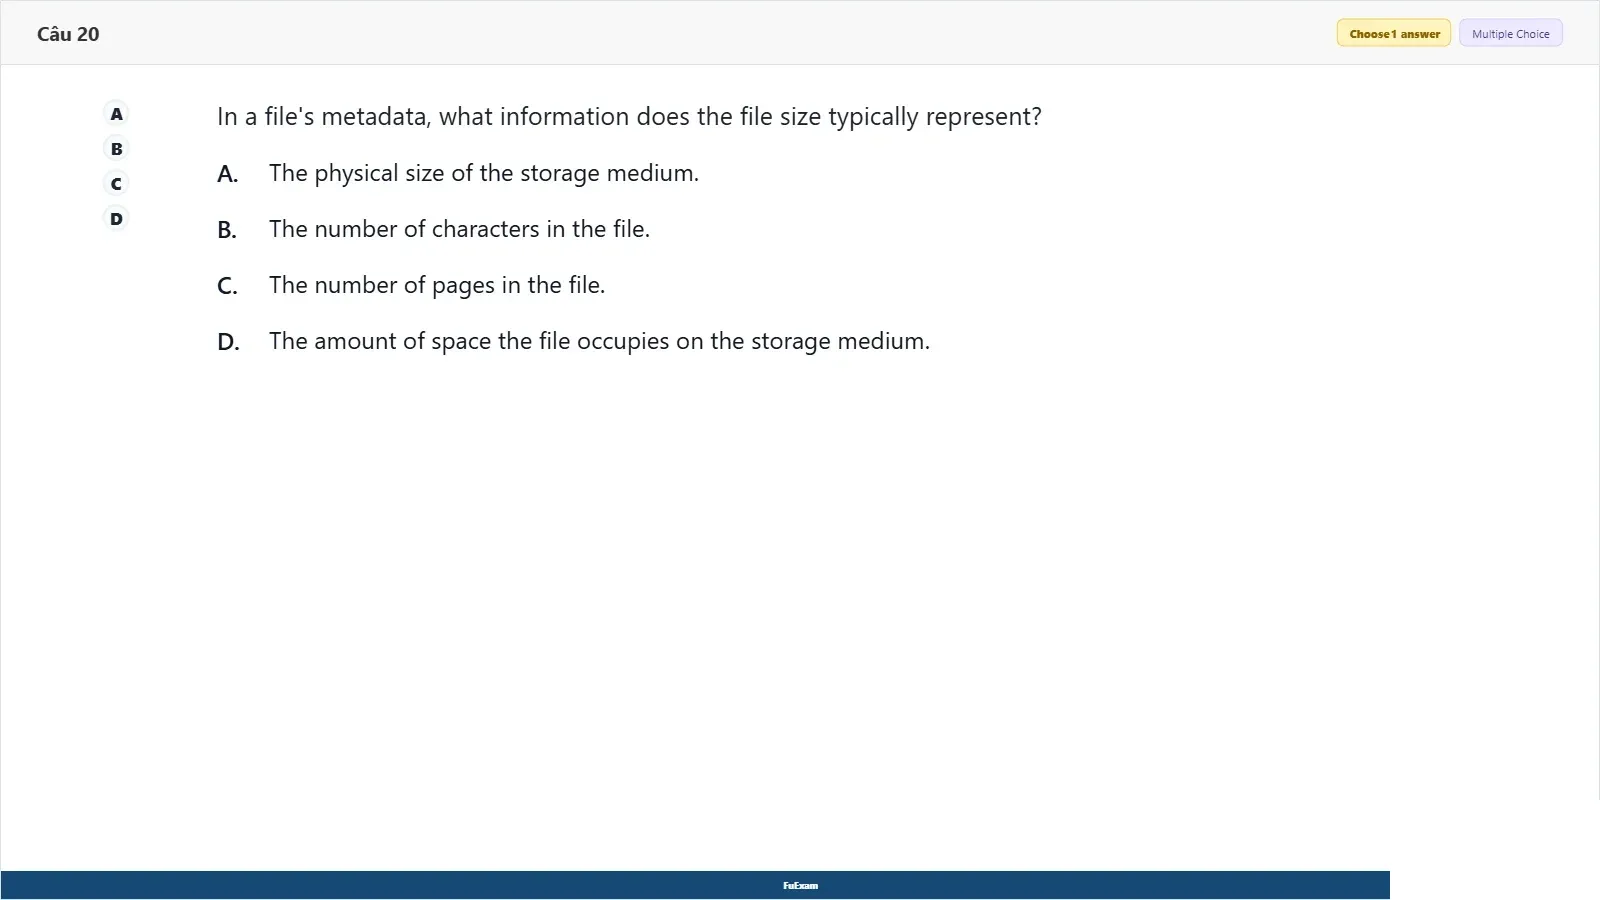 Câu 20
Choose1 answer
Multiple Choice
A
B
C
D
In a file's metadata, what information does the file size typically represent?
A. The physical size of the storage medium.
B. The number of characters in the file.
C. The number of pages in the file.
D. The amount of space the file occupies on the storage medium.
FuExam